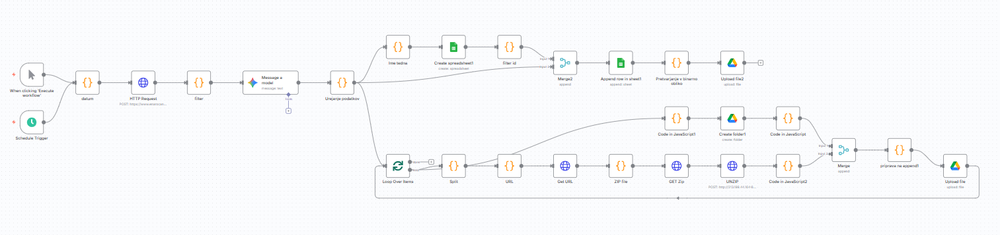 When clicking 'Execute
workflow'
Schedule Trigger
datum
HTTP Request
POST: https://www.enarocan...
filter
Message a
model
message: text
Tools
Urejanje podatkov
Ime tedna
Create spreadsheet1
create: spreadsheet
filter id
Input 1
Input 2
Merge2
append
Append row in sheet1
append: sheet
Pretvarjanje v binarno
obliko
Upload file2
upload: file
Code in JavaScript1
Create folder1
create: folder
Code in JavaScript
Loop Over Items
done
loop
Split
URL
Get URL
ZIP file
GET Zip
UNZIP
Code in JavaScript2
Input 1
Input 2
Merge
append
priprava na append1
Upload file
upload: file